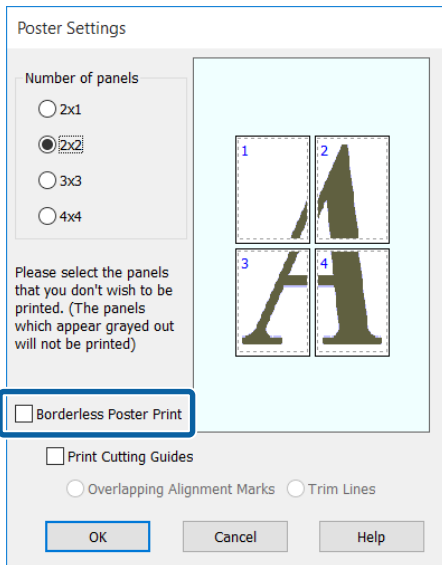 Poster Settings
Number of panels
2x1
2x2
3x3
4x4
Please select the panels
that you don't wish to be
printed. (The panels
which appear grayed out
will not be printed)
1
2
3
4
A
Borderless Poster Print
Print Cutting Guides
Overlapping Alignment Marks
Trim Lines
OK
Cancel
Help